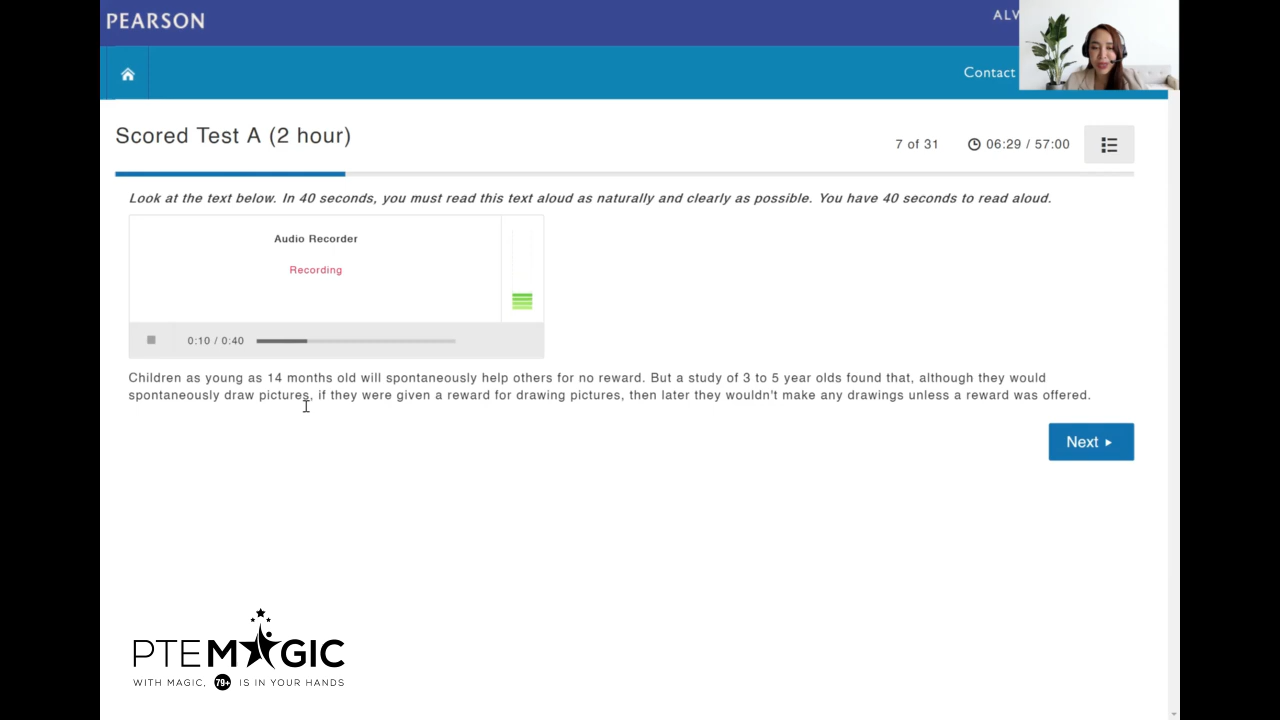 PEARSON
Contact
Scored Test A (2 hour)
7 of 31
06:29 / 57:00
Look at the text below. In 40 seconds, you must read this text aloud as naturally and clearly as possible. You have 40 seconds to read aloud.
Audio Recorder
Recording
0:10 / 0:40
Children as young as 14 months old will spontaneously help others for no reward. But a study of 3 to 5 year olds found that, although they would
spontaneously draw pictures, if they were given a reward for drawing pictures, then later they wouldn't make any drawings unless a reward was offered.
Next
PTEMAGIC
WITH MAGIC, 79+ IS IN YOUR HANDS